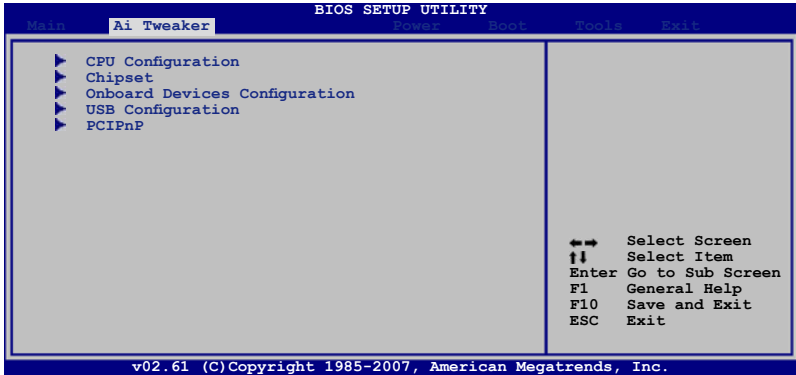 BIOS SETUP UTILITY
Main Ai Tweaker Power Boot Tools Exit
CPU Configuration
Chipset
Onboard Devices Configuration
USB Configuration
PCIPnP
Select Screen
Select Item
Enter Go to Sub Screen
F1 General Help
F10 Save and Exit
ESC Exit
v02.61 (C)Copyright 1985-2007, American Megatrends, Inc.